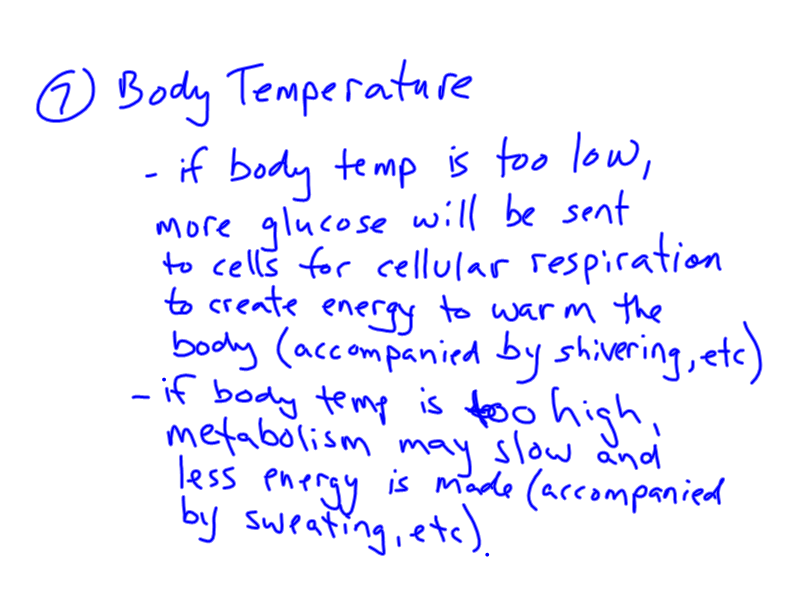 ⑦ Body Temperature
- if body temp is too low,
more glucose will be sent
to cells for cellular respiration
to create energy to warm the
body (accompanied by shivering, etc)
- if body temp is too high,
metabolism may slow and
less energy is made (accompanied
by sweating, etc).